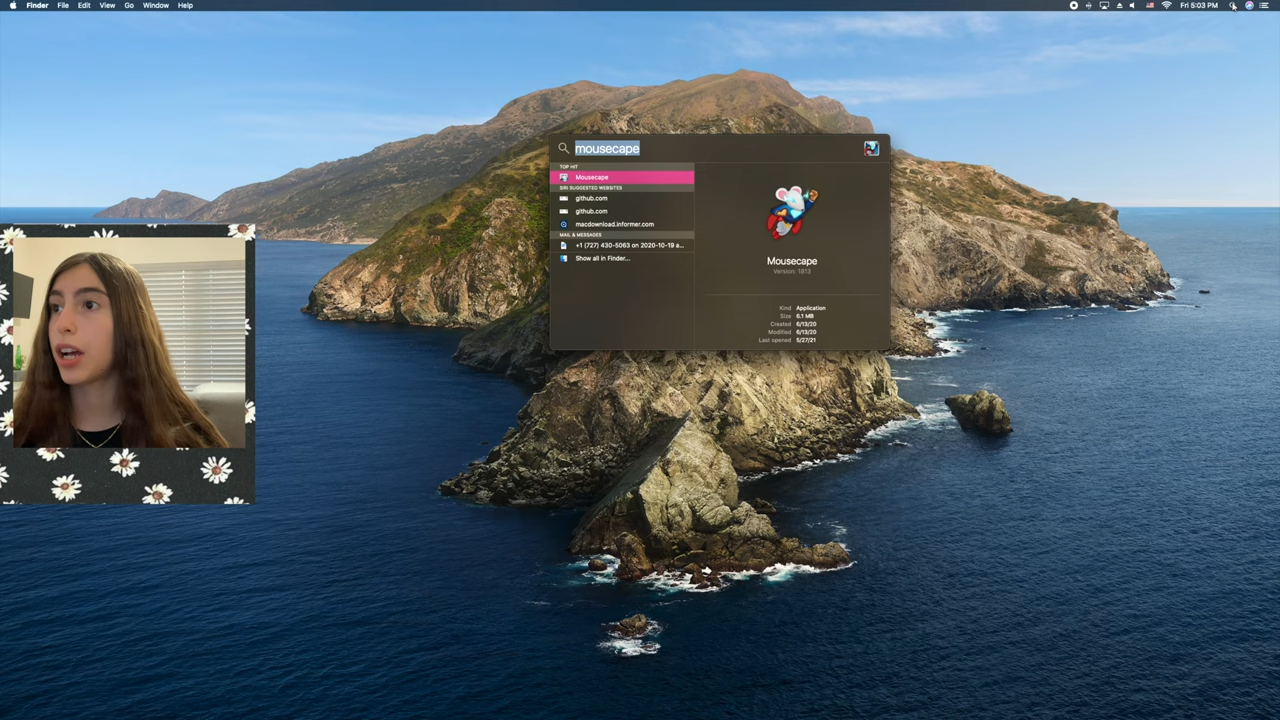 Finder File Edit View Go Window Help
Fri 5:03 PM
mousecape
TOP HIT
Mousecape
SIRI SUGGESTED WEBSITES
github.com
github.com
macdownload.informer.com
MAIL & MESSAGES
+1 (727) 430-5063 on 2020-10-19 a...
Show all in Finder...
Mousecape
Version: 1813
Kind Application
Size 6.1 MB
Created 6/13/20
Modified 6/13/20
Last opened 5/27/21